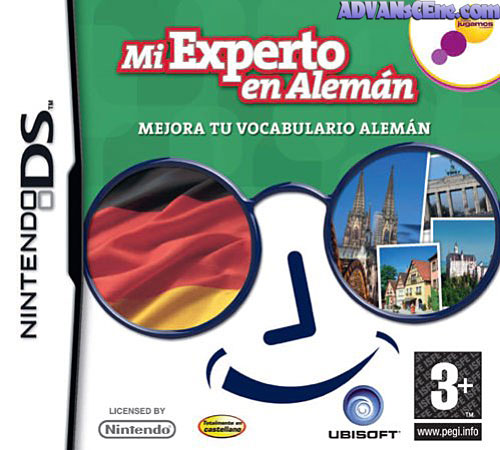 ADVANsCEne.com
jugamos
Mi Experto
en Alemán
MEJORA TU VOCABULARIO ALEMÁN
NINTENDO DS™
LICENSED BY
Nintendo
Totalmente en
castellano
UBISOFT®
3+
www.pegi.info